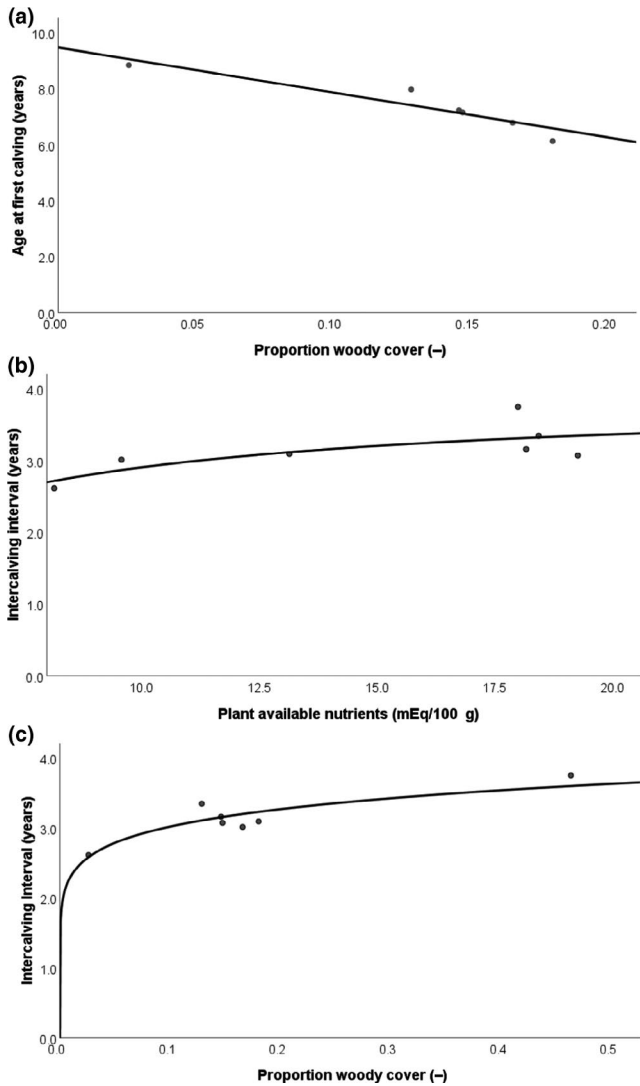 (a)
10.0
8.0
6.0
4.0
2.0
0.0
Age at first calving (years)
0.00 0.05 0.10 0.15 0.20
Proportion woody cover (–)
(b)
4.0
3.0
2.0
1.0
0.0
Intercalving interval (years)
10.0 12.5 15.0 17.5 20.0
Plant available nutrients (mEq/100 g)
(c)
4.0
3.0
2.0
1.0
0.0
Intercalving Interval (years)
0.0 0.1 0.2 0.3 0.4 0.5
Proportion woody cover (–)